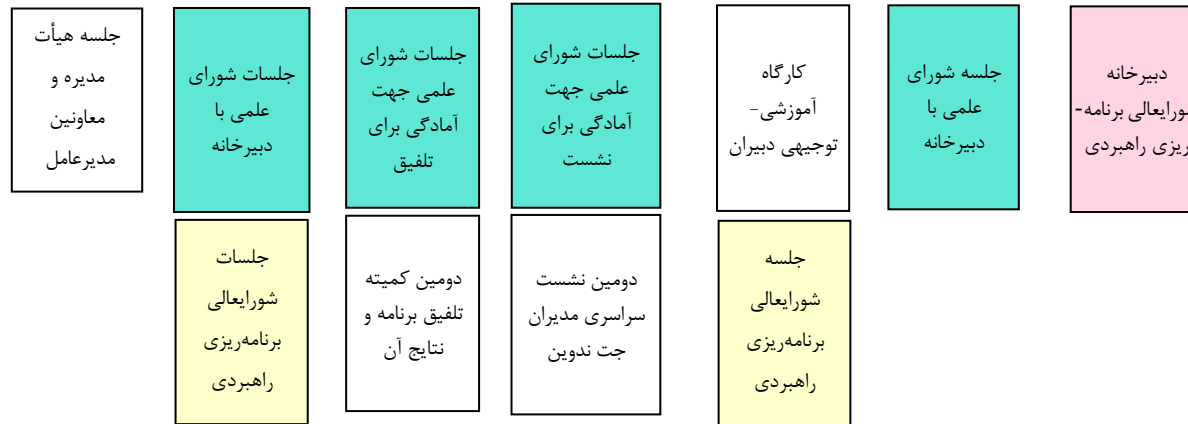 دبیرخانه
شورایعالی برنامه-
ریزی راهبردی
جلسه شورای
علمی با
دبیرخانه
کارگاه
آموزشی-
توجیهی دبیران
جلسه
شورایعالی
برنامه‌ریزی
راهبردی
جلسات شورای
علمی جهت
آمادگی برای
نشست
دومین نشست
سراسری مدیران
جت ندوین
جلسات شورای
علمی جهت
آمادگی برای
تلفیق
دومین کمیته
تلفیق برنامه و
نتایج آن
جلسات شورای
علمی با
دبیرخانه
جلسات
شورایعالی
برنامه‌ریزی
راهبردی
جلسه هیأت
مدیره و
معاونین
مدیرعامل